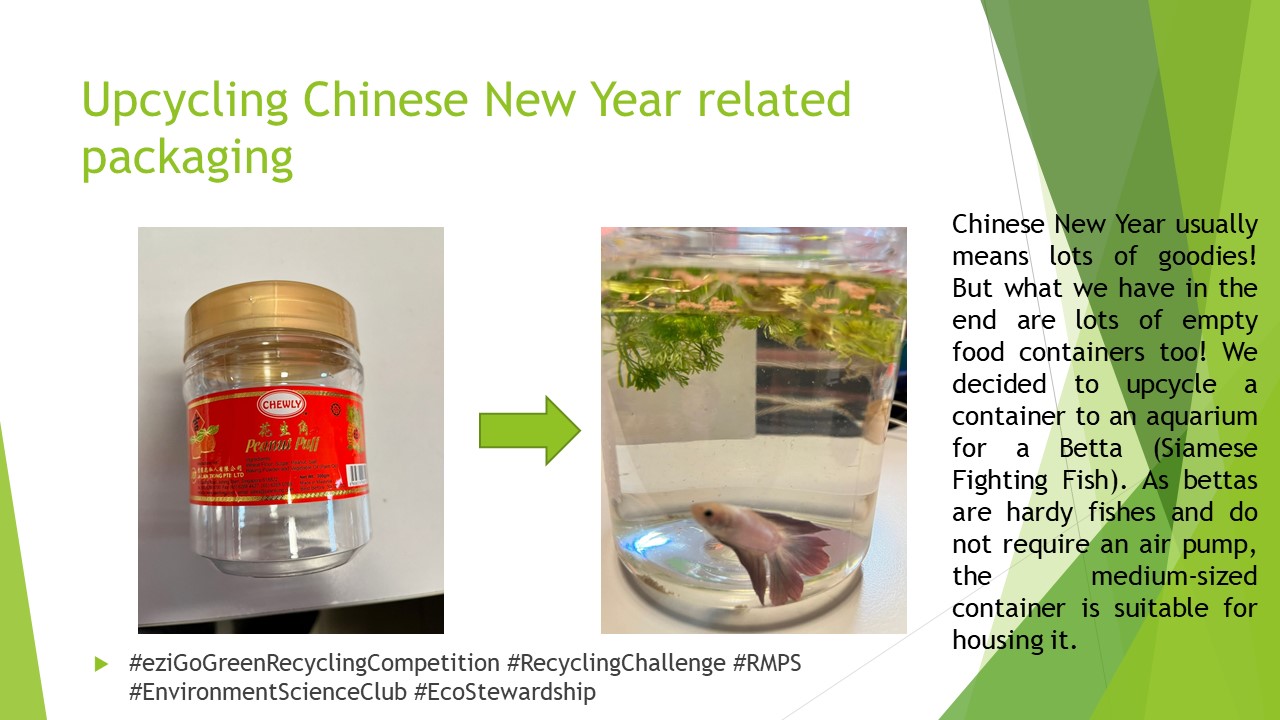 Upcycling Chinese New Year related
packaging
CHEWLY
花生角
Peanut Puff
Chinese New Year usually
means lots of goodies!
But what we have in the
end are lots of empty
food containers too! We
decided to upcycle a
container to an aquarium
for a Betta (Siamese
Fighting Fish). As bettas
are hardy fishes and do
not require an air pump,
the medium-sized
container is suitable for
housing it.
#eziGoGreenRecyclingCompetition #RecyclingChallenge #RMPS
#EnvironmentScienceClub #EcoStewardship